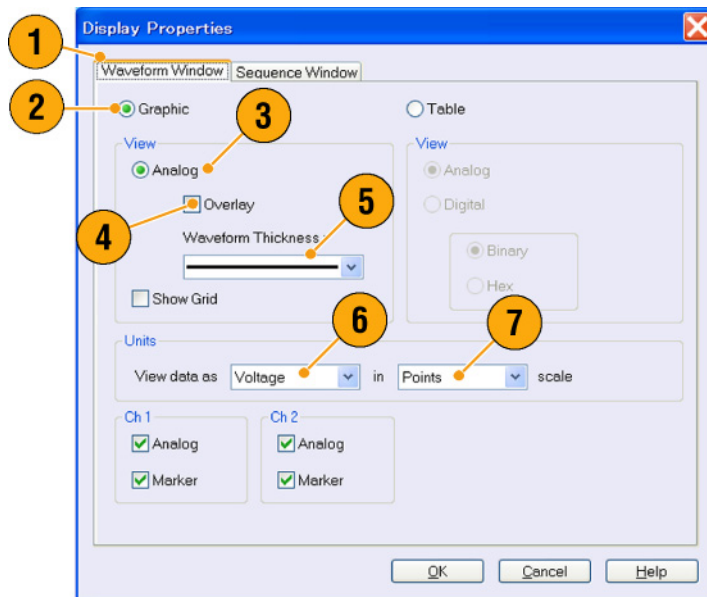 Display Properties
1
Waveform Window Sequence Window
2
Graphic
Table
3
View
View
Analog
Analog
4
Overlay
Digital
5
Waveform Thickness :
Binary
Hex
Show Grid
6
7
Units
View data as Voltage in Points scale
Ch 1
Ch 2
Analog
Analog
Marker
Marker
OK Cancel Help